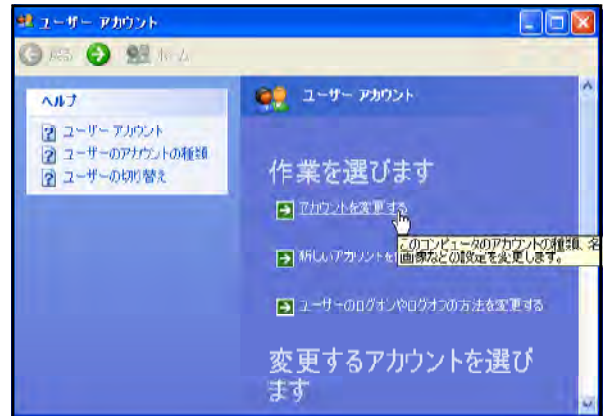 ユーザー アカウント
戻る
ホーム
ヘルプ
ユーザー アカウント
ユーザーのアカウントの種類
ユーザーの切り替え
ユーザー アカウント
作業を選びます
アカウントを変更する
このコンピュータのアカウントの種類、名
画像などの設定を変更します。
新しいアカウントを
ユーザーのログオンやログオフの方法を変更する
変更するアカウントを選び
ます